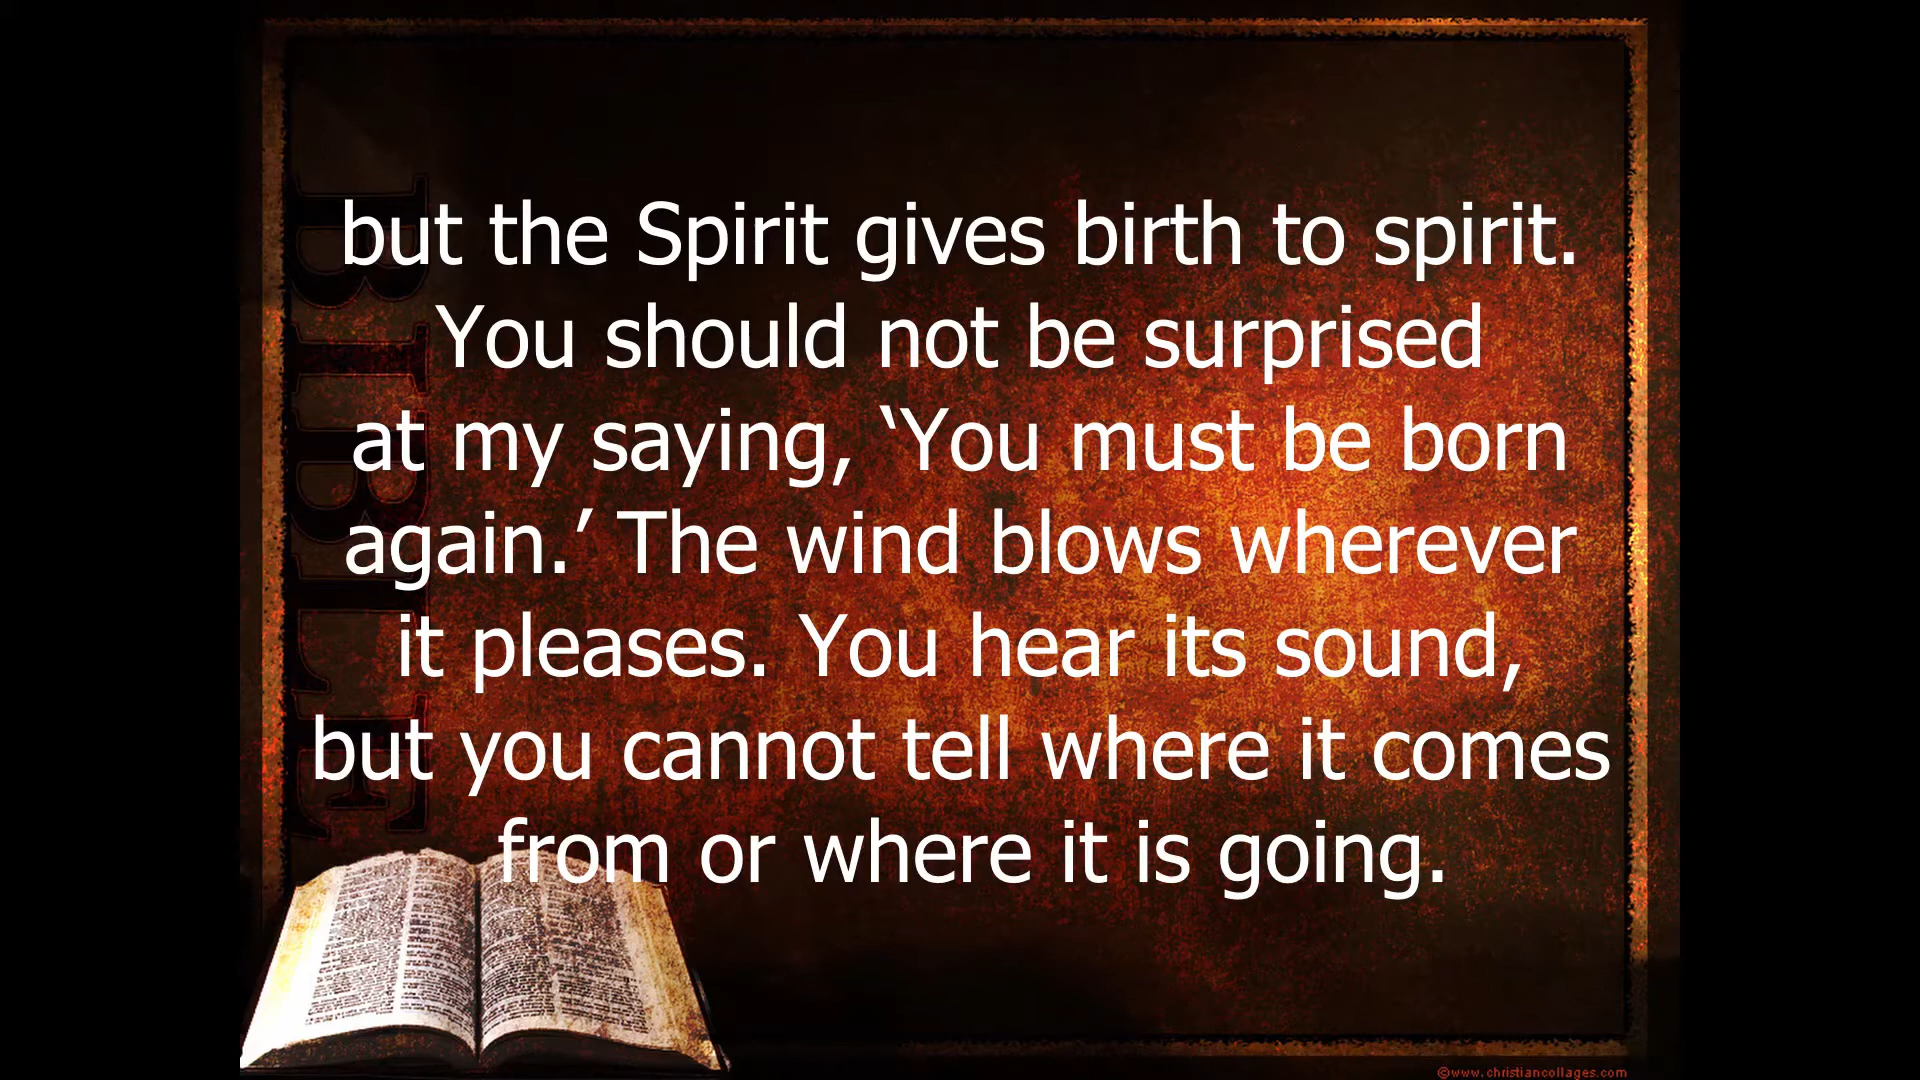 but the Spirit gives birth to spirit.
You should not be surprised
at my saying, ‘You must be born
again.’ The wind blows wherever
it pleases. You hear its sound,
but you cannot tell where it comes
from or where it is going.
BIBLE
©www.christiancollages.com